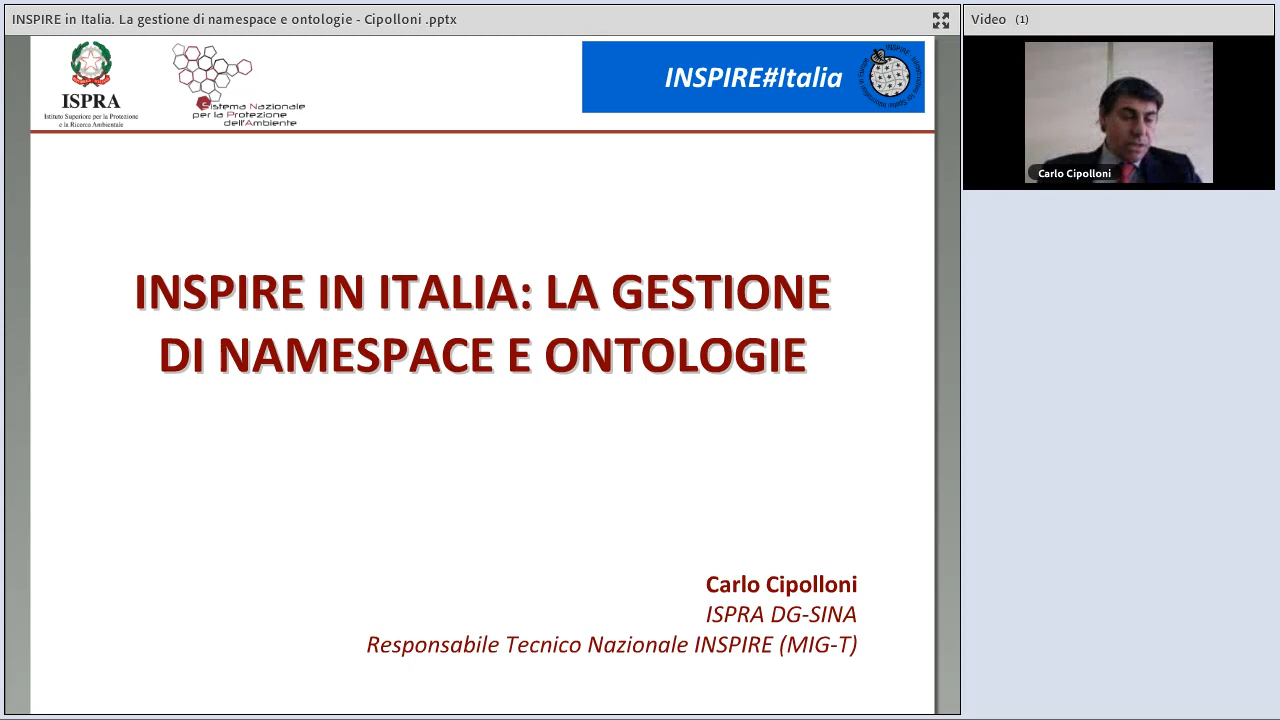 INSPIRE in Italia. La gestione di namespace e ontologie - Cipolloni .pptx
Video (1)
ISPRA
Istituto Superiore per la Protezione
e la Ricerca Ambientale
Sistema Nazionale
per la Protezione
dell'Ambiente
INSPIRE#Italia
Carlo Cipolloni
INSPIRE IN ITALIA: LA GESTIONE
DI NAMESPACE E ONTOLOGIE
Carlo Cipolloni
ISPRA DG-SINA
Responsabile Tecnico Nazionale INSPIRE (MIG-T)